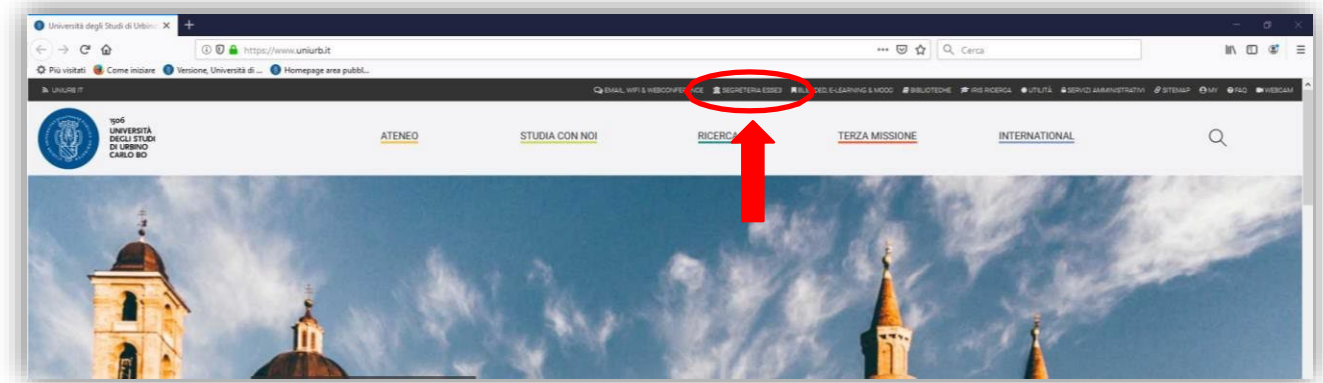 Università degli Studi di Urbino
https://www.uniurb.it
Cerca
Più visitati Come iniziare Versione, Università di ... Homepage area pubbl...
UNIURB IT EMAIL, WIFI & WEBCONFERENCE SEGRETERIA ESSE3 BLENDED, E-LEARNING & MOOC BIBLIOTECHE IRIS RICERCA UTILITÀ SERVIZI AMMINISTRATIVI SITEMAP MY FAQ WEBCAM
1506
UNIVERSITÀ
DEGLI STUDI
DI URBINO
CARLO BO
ATENEO STUDIA CON NOI RICERCA TERZA MISSIONE INTERNATIONAL